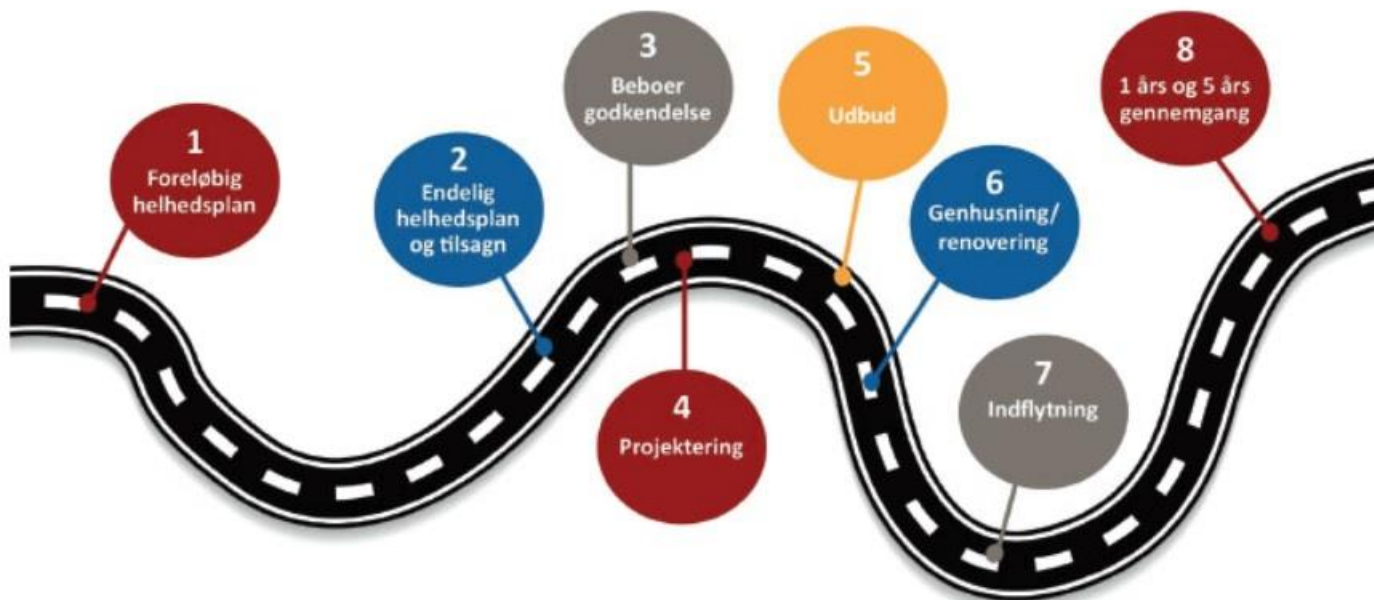 1
Foreløbig
helhedsplan
2
Endelig
helhedsplan
og tilsagn
3
Beboer
godkendelse
4
Projektering
5
Udbud
6
Genhusning/
renovering
7
Indflytning
8
1 års og 5 års
gennemgang